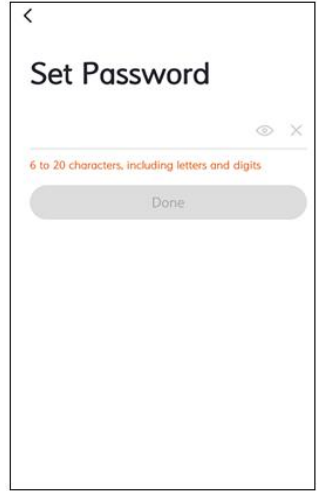 Set Password
6 to 20 characters, including letters and digits
Done